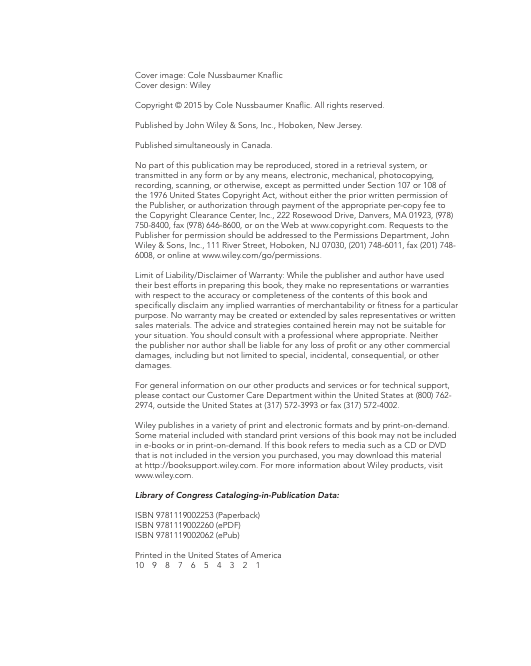 Cover image: Cole Nussbaumer Knaflic
Cover design: Wiley
Copyright © 2015 by Cole Nussbaumer Knaflic. All rights reserved.
Published by John Wiley & Sons, Inc., Hoboken, New Jersey.
Published simultaneously in Canada.
No part of this publication may be reproduced, stored in a retrieval system, or
transmitted in any form or by any means, electronic, mechanical, photocopying,
recording, scanning, or otherwise, except as permitted under Section 107 or 108 of
the 1976 United States Copyright Act, without either the prior written permission of
the Publisher, or authorization through payment of the appropriate per-copy fee to
the Copyright Clearance Center, Inc., 222 Rosewood Drive, Danvers, MA 01923, (978)
750-8400, fax (978) 646-8600, or on the Web at www.copyright.com. Requests to the
Publisher for permission should be addressed to the Permissions Department, John
Wiley & Sons, Inc., 111 River Street, Hoboken, NJ 07030, (201) 748-6011, fax (201) 748-
6008, or online at www.wiley.com/go/permissions.
Limit of Liability/Disclaimer of Warranty: While the publisher and author have used
their best efforts in preparing this book, they make no representations or warranties
with respect to the accuracy or completeness of the contents of this book and
specifically disclaim any implied warranties of merchantability or fitness for a particular
purpose. No warranty may be created or extended by sales representatives or written
sales materials. The advice and strategies contained herein may not be suitable for
your situation. You should consult with a professional where appropriate. Neither
the publisher nor author shall be liable for any loss of profit or any other commercial
damages, including but not limited to special, incidental, consequential, or other
damages.
For general information on our other products and services or for technical support,
please contact our Customer Care Department within the United States at (800) 762-
2974, outside the United States at (317) 572-3993 or fax (317) 572-4002.
Wiley publishes in a variety of print and electronic formats and by print-on-demand.
Some material included with standard print versions of this book may not be included
in e-books or in print-on-demand. If this book refers to media such as a CD or DVD
that is not included in the version you purchased, you may download this material
at http://booksupport.wiley.com. For more information about Wiley products, visit
www.wiley.com.
Library of Congress Cataloging-in-Publication Data:
ISBN 9781119002253 (Paperback)
ISBN 9781119002260 (ePDF)
ISBN 9781119002062 (ePub)
Printed in the United States of America
10 9 8 7 6 5 4 3 2 1